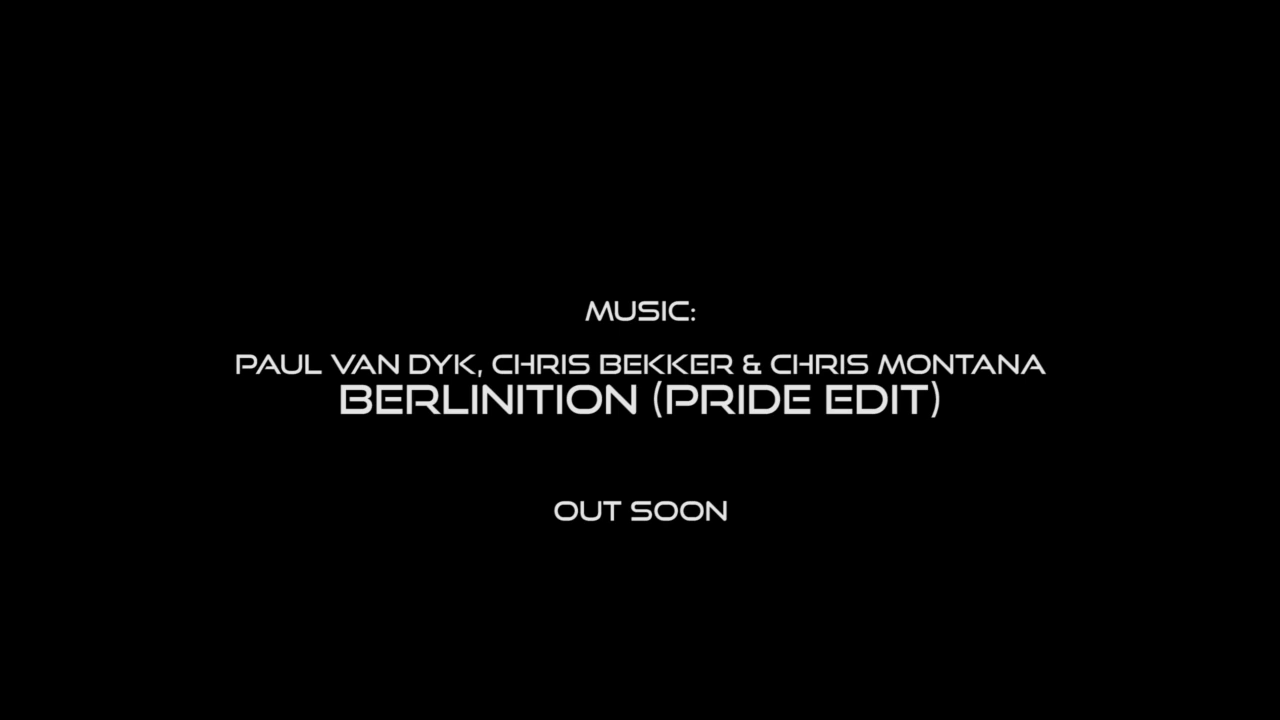 MUSIC:
PAUL VAN DYK, CHRIS BEKKER & CHRIS MONTANA
BERLINITION (PRIDE EDIT)
OUT SOON